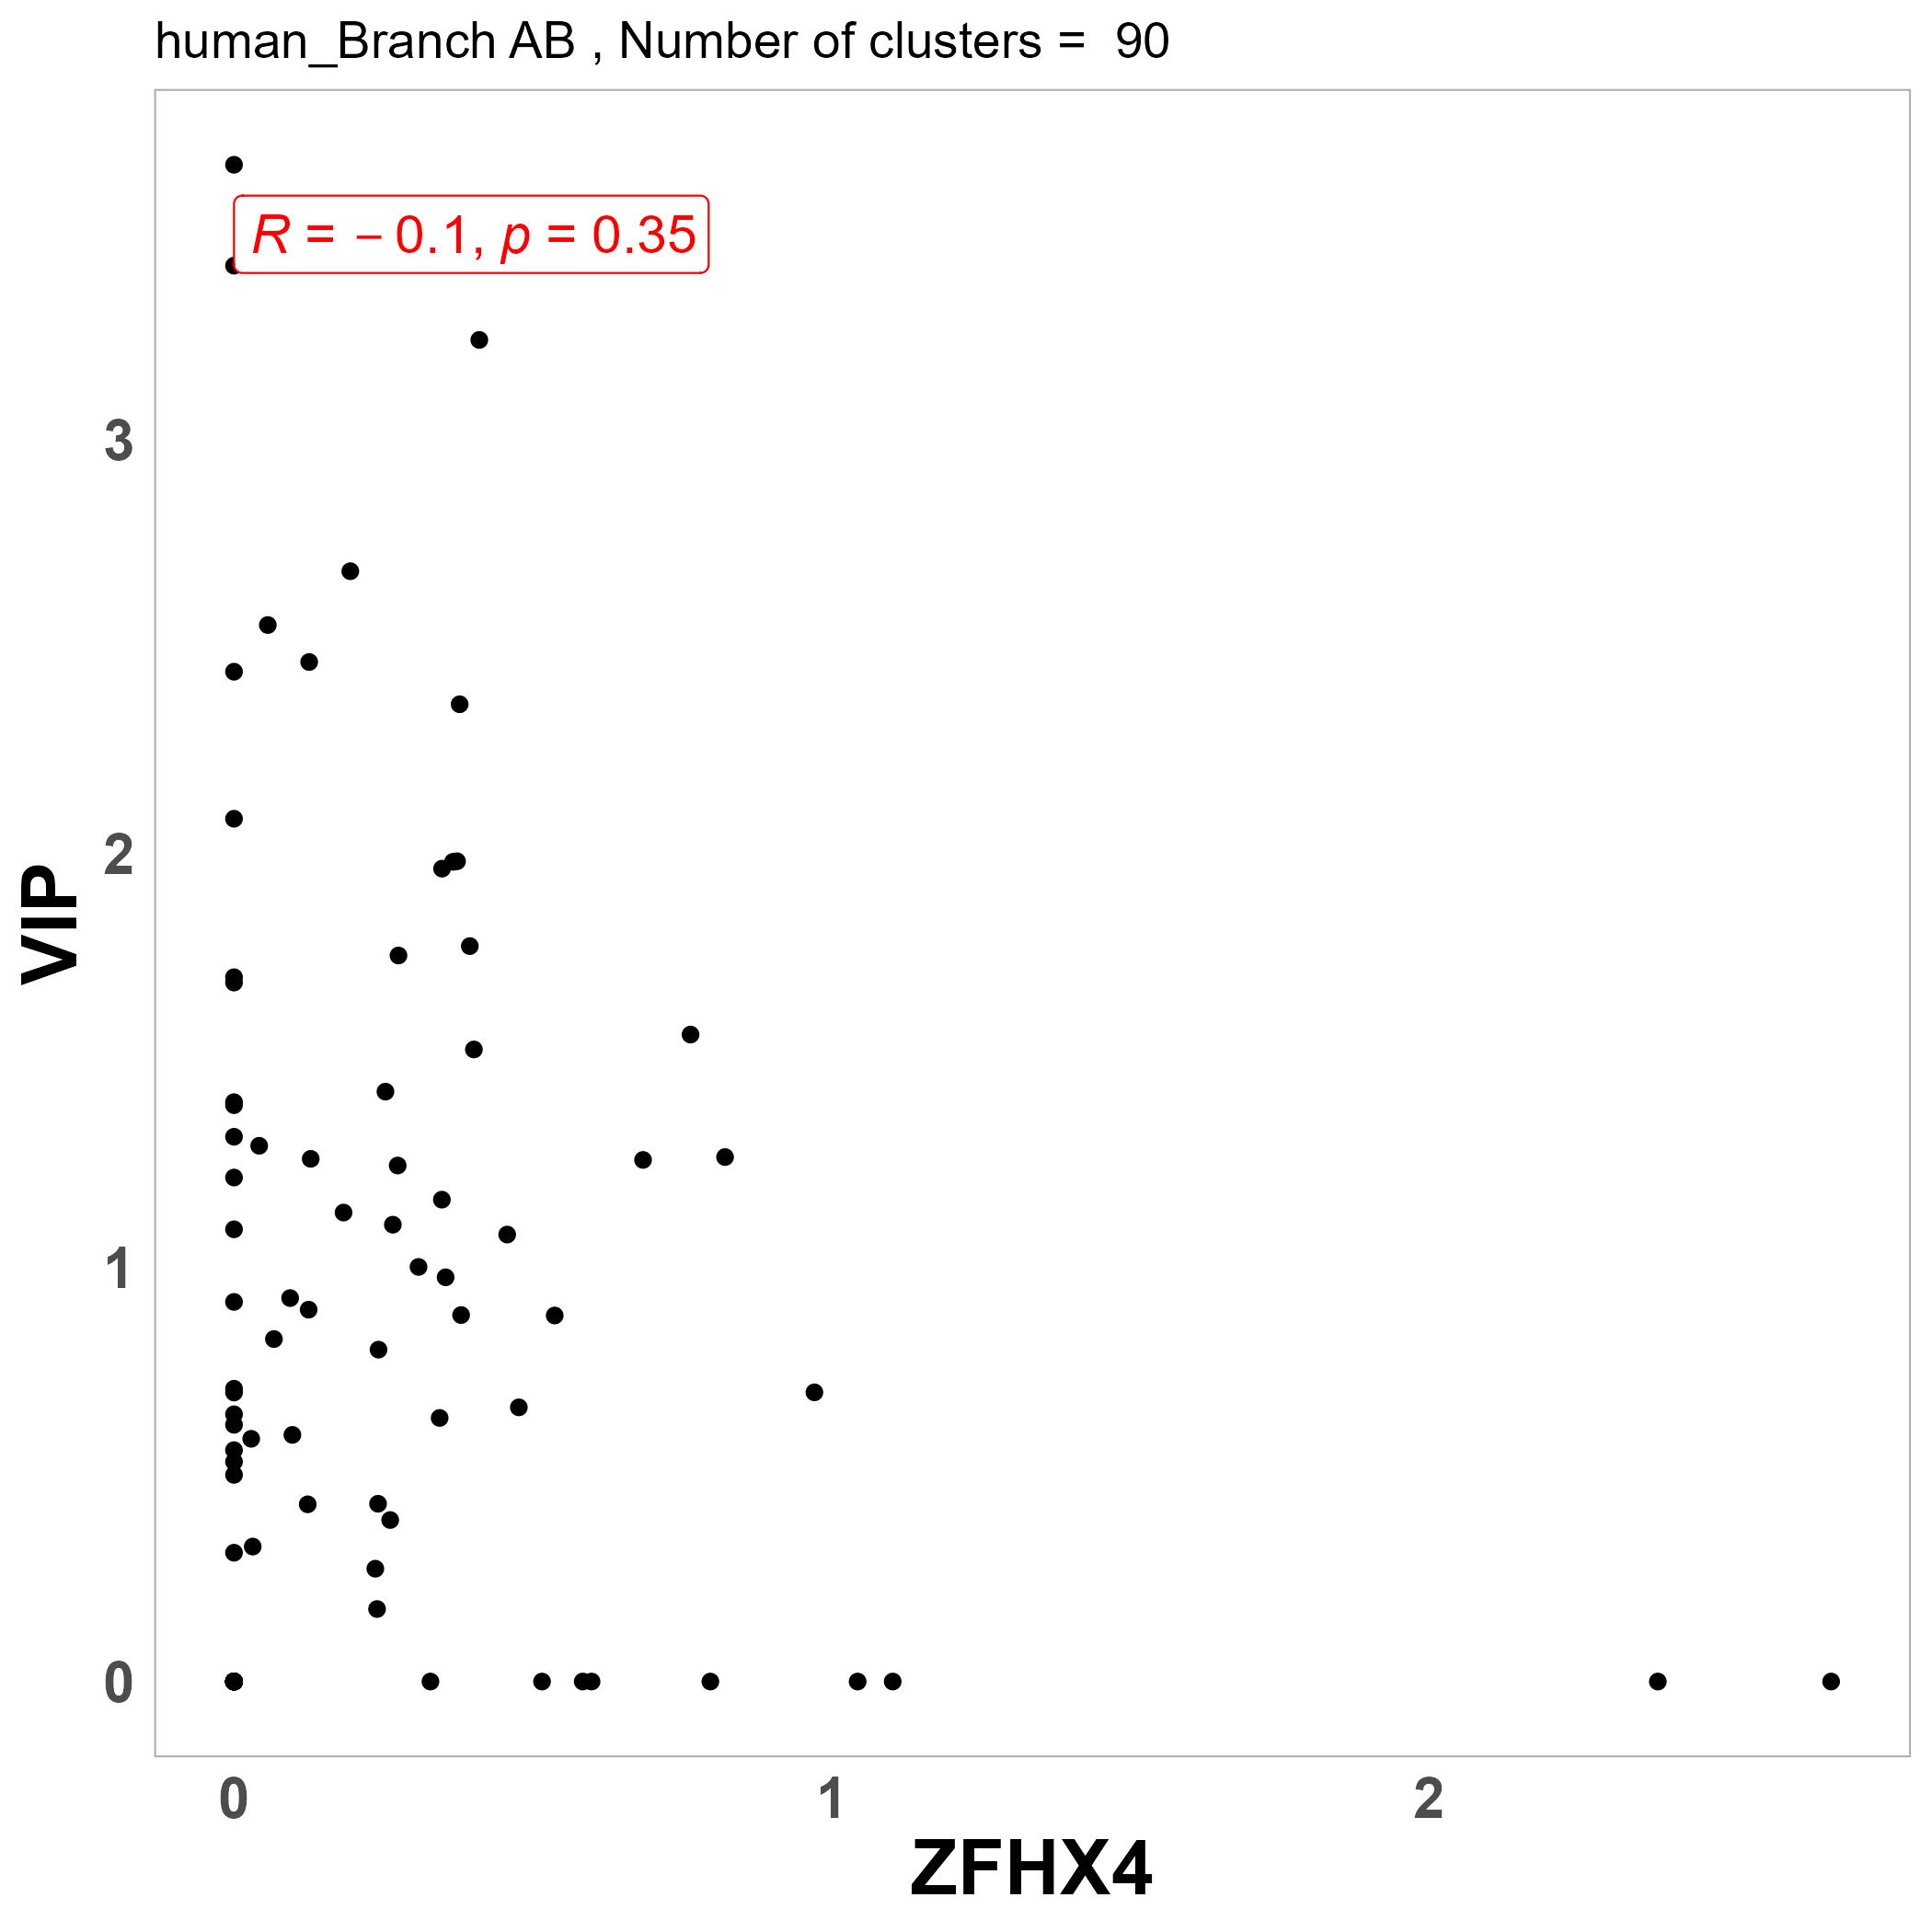 human_Branch AB , Number of clusters =  90
R = − 0.1, p = 0.35
3
2
1
0
VIP
0 1 2
ZFHX4